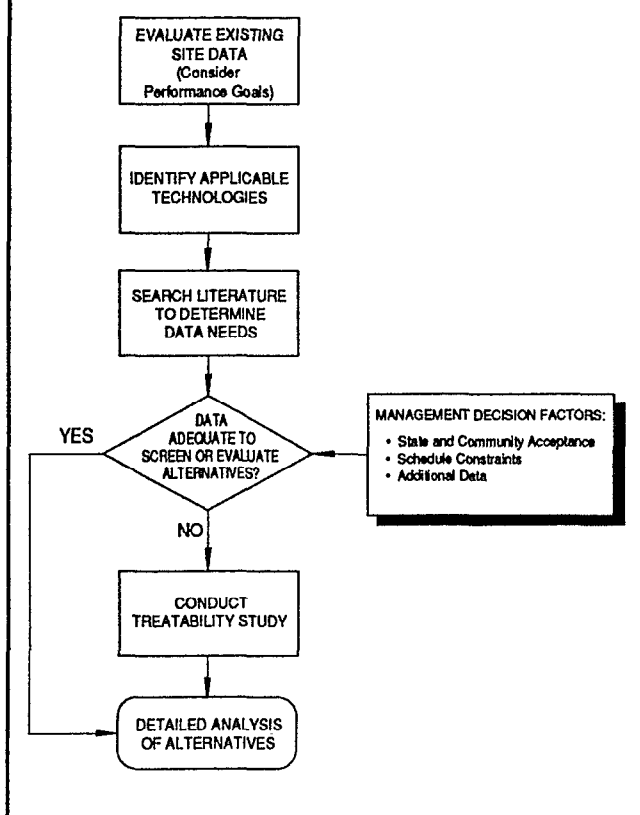 EVALUATE EXISTING
SITE DATA
(Consider
Performance Goals)
IDENTIFY APPLICABLE
TECHNOLOGIES
SEARCH LITERATURE
TO DETERMINE
DATA NEEDS
DATA
ADEQUATE TO
SCREEN OR EVALUATE
ALTERNATIVES?
YES
MANAGEMENT DECISION FACTORS:
• State and Community Acceptance
• Schedule Constraints
• Additional Data
NO
CONDUCT
TREATABILITY STUDY
DETAILED ANALYSIS
OF ALTERNATIVES